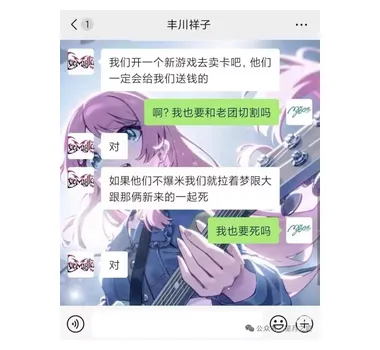 1
丰川祥子
我们开一个新游戏去卖卡吧，他们
一定会给我们送钱的
啊？我也要和老团切割吗
对
如果他们不爆米我们就拉着梦限大
跟那俩新来的一起死
我也要死吗
对